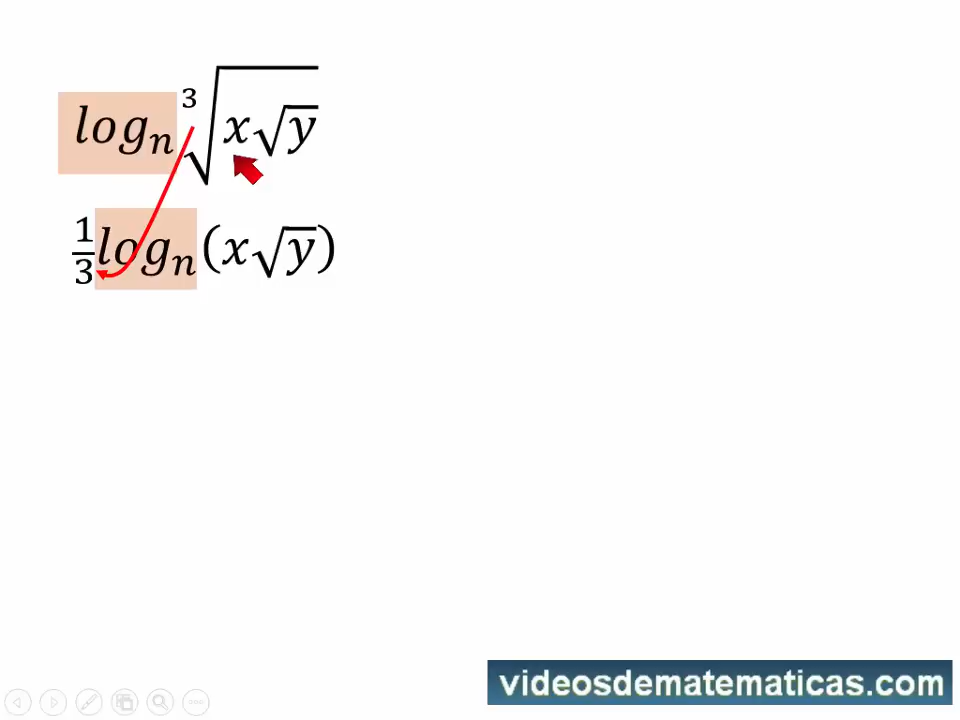 logₙ ∛(x√y)
1/3 logₙ (x√y)
videosdematematicas.com